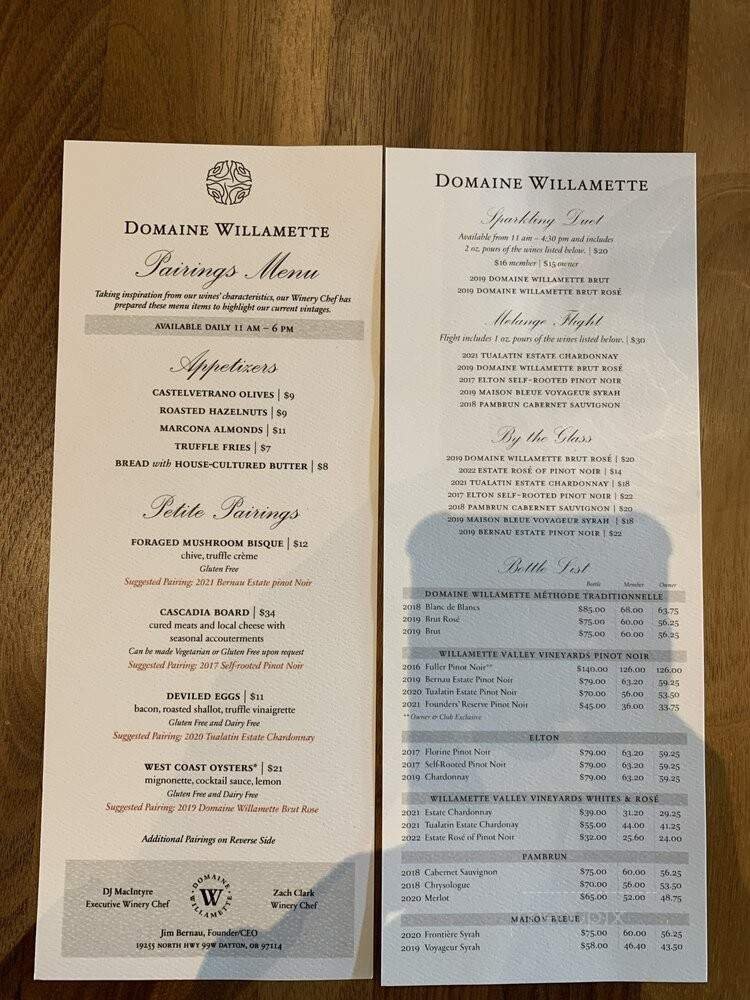 DOMAINE WILLAMETTE
Pairings Menu
Taking inspiration from our wines' characteristics, our Winery Chef has
prepared these menu items to highlight our current vintages.
AVAILABLE DAILY 11 AM – 6 PM
Appetizers
CASTELVETRANO OLIVES | $9
ROASTED HAZELNUTS | $9
MARCONA ALMONDS | $11
TRUFFLE FRIES | $7
BREAD with HOUSE-CULTURED BUTTER | $8
Petite Pairings
FORAGED MUSHROOM BISQUE | $12
chive, truffle crème
Gluten Free
Suggested Pairing: 2021 Bernau Estate pinot Noir
CASCADIA BOARD | $34
cured meats and local cheese with
seasonal accouterments
Can be made Vegetarian or Gluten Free upon request
Suggested Pairing: 2017 Self-rooted Pinot Noir
DEVILED EGGS | $11
bacon, roasted shallot, truffle vinaigrette
Gluten Free and Dairy Free
Suggested Pairing: 2020 Tualatin Estate Chardonnay
WEST COAST OYSTERS* | $21
mignonette, cocktail sauce, lemon
Gluten Free and Dairy Free
Suggested Pairing: 2019 Domaine Willamette Brut Rose
Additional Pairings on Reverse Side
DJ MacIntyre
Executive Winery Chef
DOMAINE
W
WILLAMETTE
Zach Clark
Winery Chef
Jim Bernau, Founder/CEO
19255 NORTH HWY 99W DAYTON, OR 97114
DOMAINE WILLAMETTE
Sparkling Duet
Available from 11 am – 4:30 pm and includes
2 oz. pours of the wines listed below. | $20
$16 member | $15 owner
2019 DOMAINE WILLAMETTE BRUT
2019 DOMAINE WILLAMETTE BRUT ROSÉ
Melange Flight
Flight includes 1 oz. pours of the wines listed below. | $30
2021 TUALATIN ESTATE CHARDONNAY
2019 DOMAINE WILLAMETTE BRUT ROSÉ
2017 ELTON SELF-ROOTED PINOT NOIR
2019 MAISON BLEUE VOYAGEUR SYRAH
2018 PAMBRUN CABERNET SAUVIGNON
By the Glass
2019 DOMAINE WILLAMETTE BRUT ROSÉ | $20
2022 ESTATE ROSÉ OF PINOT NOIR | $14
2021 TUALATIN ESTATE CHARDONNAY | $18
2017 ELTON SELF-ROOTED PINOT NOIR | $22
2018 PAMBRUN CABERNET SAUVIGNON | $20
2019 MAISON BLEUE VOYAGEUR SYRAH | $18
2019 BERNAU ESTATE PINOT NOIR | $22
Bottle List
Bottle Member Owner
DOMAINE WILLAMETTE MÉTHODE TRADITIONNELLE
2018 Blanc de Blancs $85.00 68.00 63.75
2019 Brut Rosé $75.00 60.00 56.25
2019 Brut $75.00 60.00 56.25
WILLAMETTE VALLEY VINEYARDS PINOT NOIR
2016 Fuller Pinot Noir** $140.00 126.00 126.00
2019 Bernau Estate Pinot Noir $79.00 63.20 59.25
2020 Tualatin Estate Pinot Noir $70.00 56.00 53.50
2021 Founders' Reserve Pinot Noir $45.00 36.00 33.75
**Owner & Club Exclusive
ELTON
2017 Florine Pinot Noir $79.00 63.20 59.25
2017 Self-Rooted Pinot Noir $79.00 63.20 59.25
2019 Chardonnay $79.00 63.20 59.25
WILLAMETTE VALLEY VINEYARDS WHITES & ROSÉ
2021 Estate Chardonnay $39.00 31.20 29.25
2021 Tualatin Estate Chardonay $55.00 44.00 41.25
2022 Estate Rosé of Pinot Noir $32.00 25.60 24.00
PAMBRUN
2018 Cabernet Sauvignon $75.00 60.00 56.25
2018 Chrysologue $70.00 56.00 53.50
2020 Merlot $65.00 52.00 48.75
MAISON BLEUE
2020 Frontière Syrah $75.00 60.00 56.25
2019 Voyageur Syrah $58.00 46.40 43.50